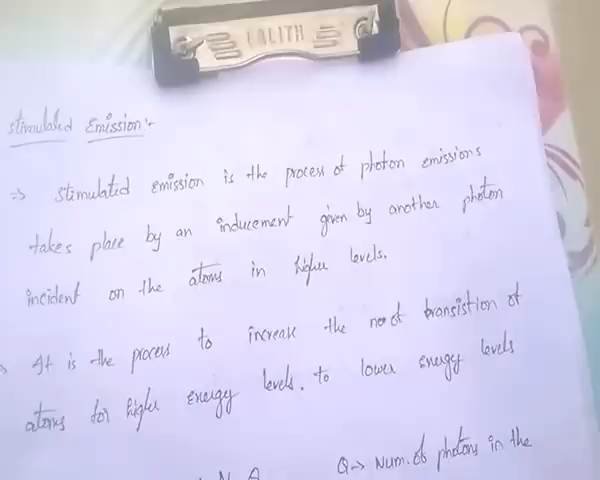 LALITH
Stimulated Emission:-
=> Stimulated emission is the process of photon emissions
takes place by an inducement given by another photon
incident on the atoms in higher levels.
It is the process to increase the no of transistion of
atoms for higher energy levels. to lower energy levels
Q-> Num. of photons in the